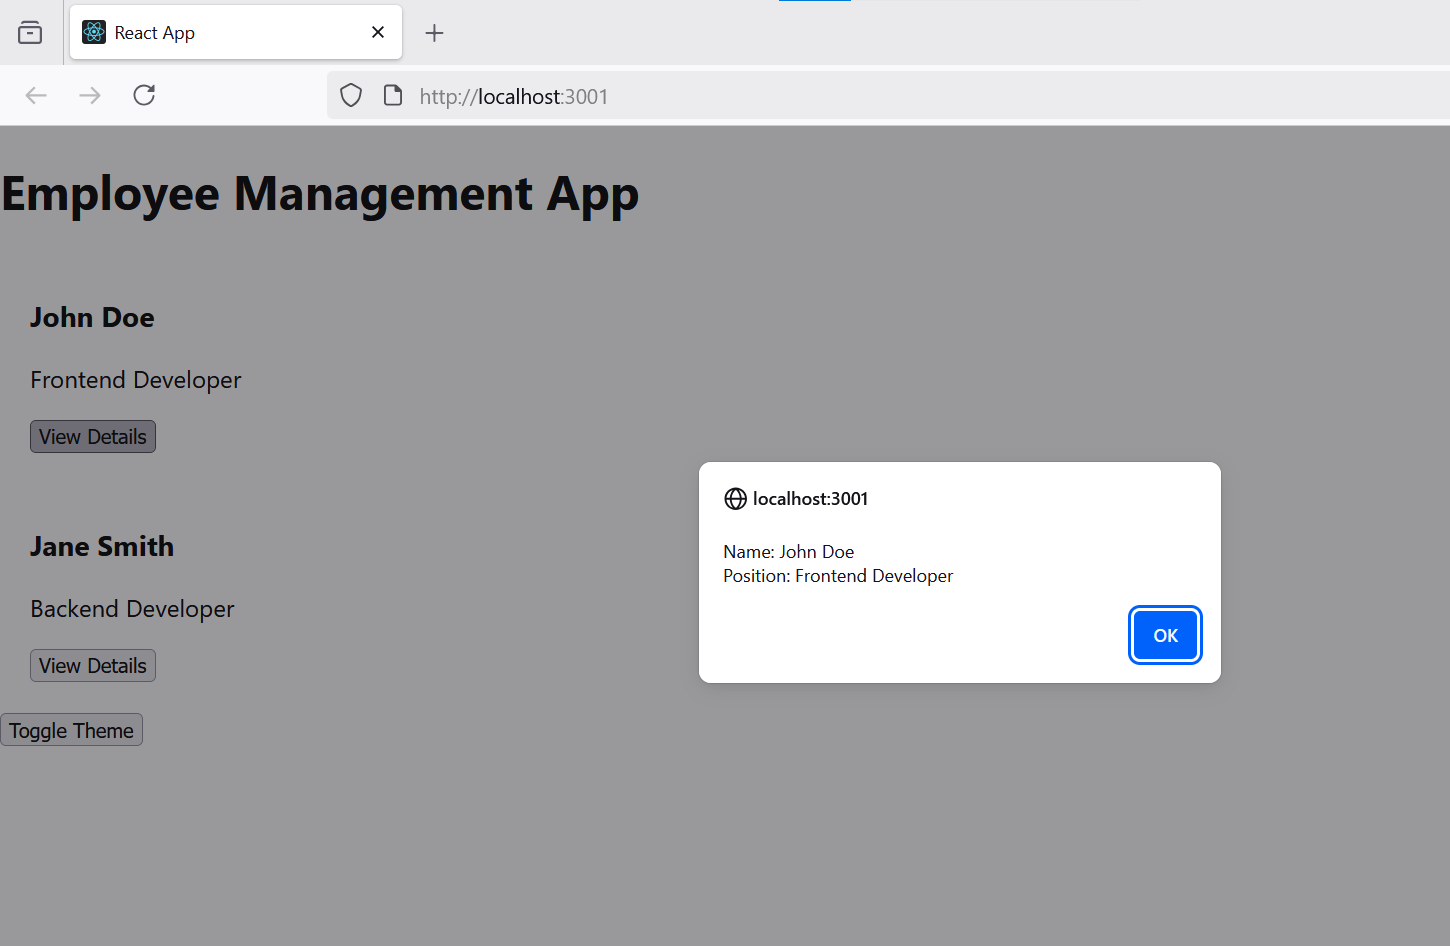 React App
http://localhost:3001
Employee Management App
John Doe
Frontend Developer
View Details
Jane Smith
Backend Developer
View Details
Toggle Theme
localhost:3001
Name: John Doe
Position: Frontend Developer
OK